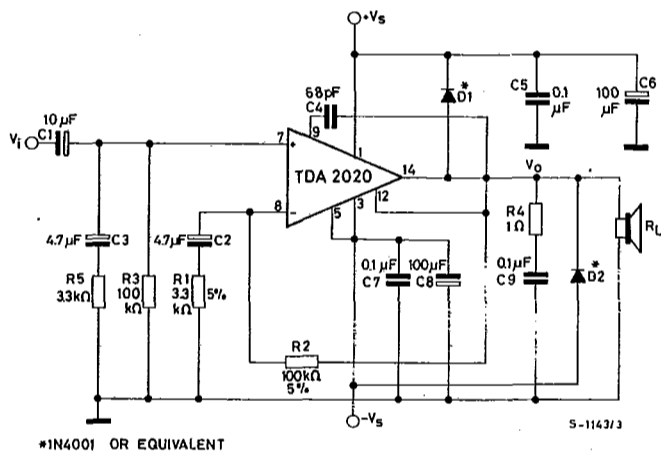 +Vs
68pF
C4
*
D1
C5
0.1
µF
C6
100
µF
10µF
Vi
C1
7
+
9
1
TDA 2020
14
Vo
8
−
5
3
12
4.7µF
C3
4.7µF
C2
R4
1Ω
RL
R5
3.3kΩ
R3
100
kΩ
R1
3.3
kΩ
5%
0.1µF
C7
100µF
C8
0.1µF
C9
*
D2
R2
100kΩ
5%
-Vs
S-1143/3
*1N4001 OR EQUIVALENT